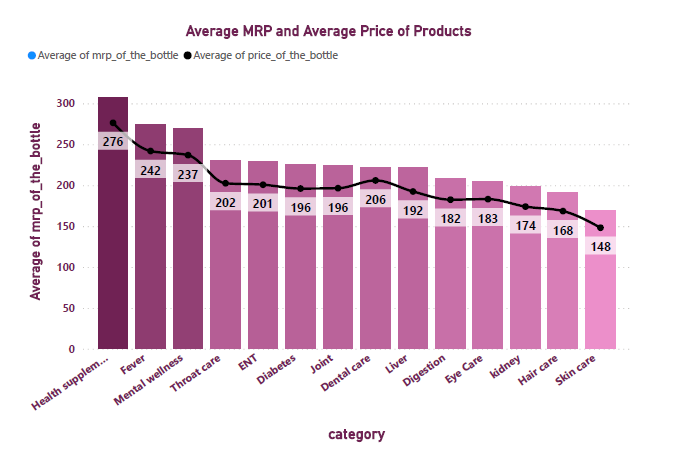 Average MRP and Average Price of Products
Average of mrp_of_the_bottle Average of price_of_the_bottle
Average of mrp_of_the_bottle
300
250
200
150
100
50
0
276
242
237
202
201
196
196
206
192
182
183
174
168
148
Health supplem...
Fever
Mental wellness
Throat care
ENT
Diabetes
Joint
Dental care
Liver
Digestion
Eye Care
kidney
Hair care
Skin care
category